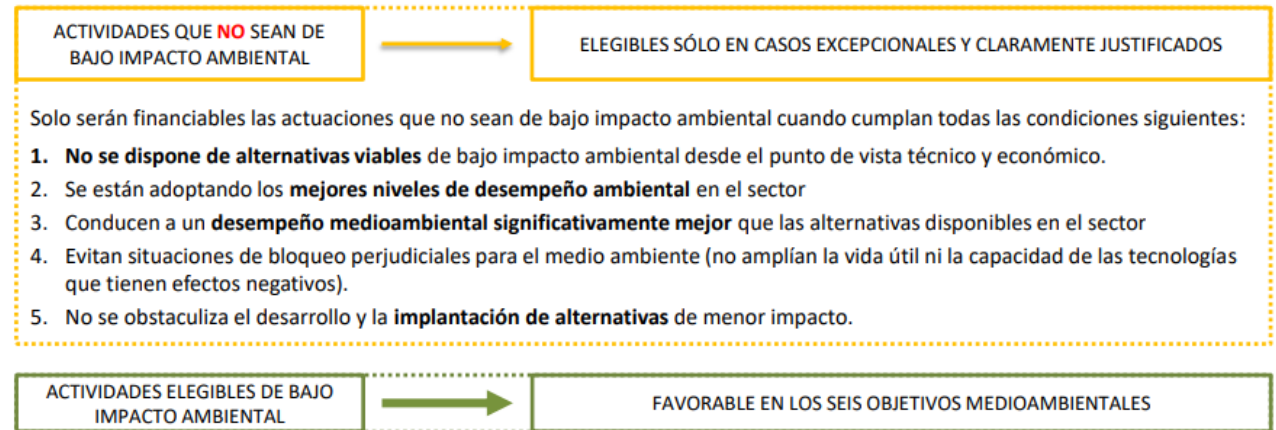 ACTIVIDADES QUE NO SEAN DE
BAJO IMPACTO AMBIENTAL
ELEGIBLES SÓLO EN CASOS EXCEPCIONALES Y CLARAMENTE JUSTIFICADOS
Solo serán financiables las actuaciones que no sean de bajo impacto ambiental cuando cumplan todas las condiciones siguientes:
1. No se dispone de alternativas viables de bajo impacto ambiental desde el punto de vista técnico y económico.
2. Se están adoptando los mejores niveles de desempeño ambiental en el sector
3. Conducen a un desempeño medioambiental significativamente mejor que las alternativas disponibles en el sector
4. Evitan situaciones de bloqueo perjudiciales para el medio ambiente (no amplían la vida útil ni la capacidad de las tecnologías
que tienen efectos negativos).
5. No se obstaculiza el desarrollo y la implantación de alternativas de menor impacto.
ACTIVIDADES ELEGIBLES DE BAJO
IMPACTO AMBIENTAL
FAVORABLE EN LOS SEIS OBJETIVOS MEDIOAMBIENTALES